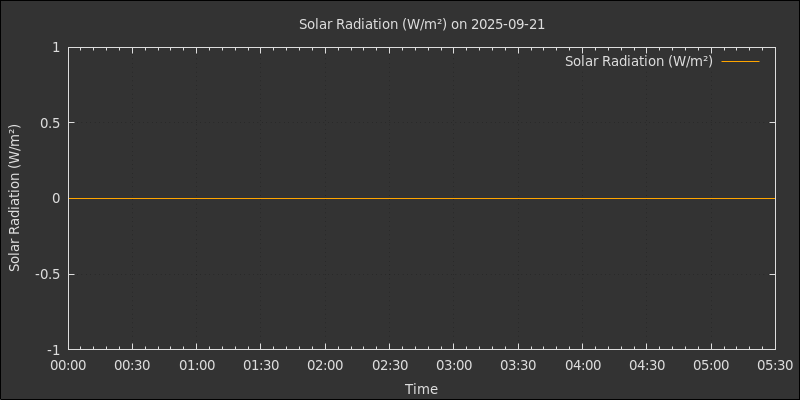 Solar Radiation (W/m²) on 2025-09-21
Solar Radiation (W/m²)
Solar Radiation (W/m²)
1
0.5
0
-0.5
-1
00:00 00:30 01:00 01:30 02:00 02:30 03:00 03:30 04:00 04:30 05:00 05:30
Time